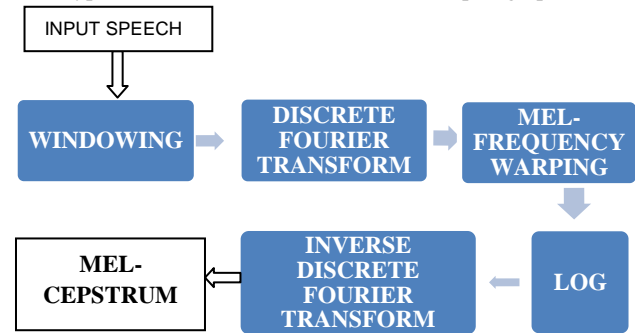 INPUT SPEECH
WINDOWING
DISCRETE
FOURIER
TRANSFORM
MEL-
FREQUENCY
WARPING
LOG
INVERSE
DISCRETE
FOURIER
TRANSFORM
MEL-
CEPSTRUM